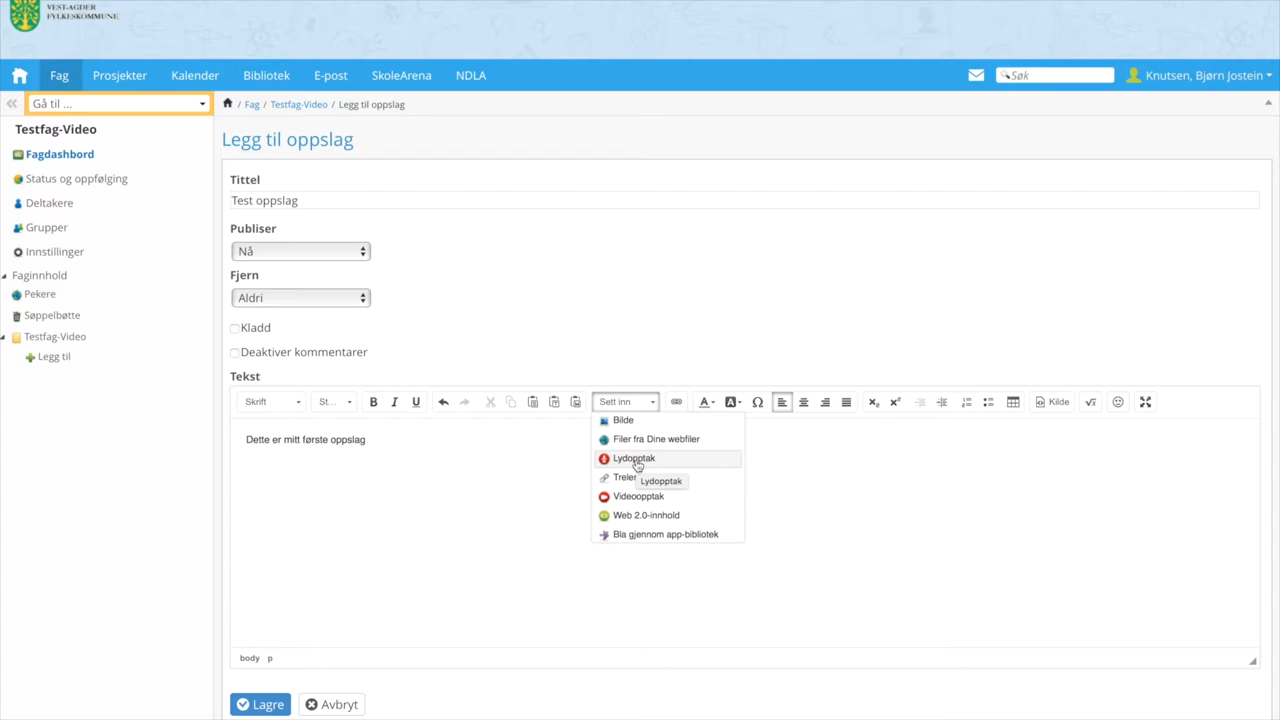 VEST-AGDER
FYLKESKOMMUNE
Fag Prosjekter Kalender Bibliotek E-post SkoleArena NDLA Søk Knutsen, Bjørn Jostein
Gå til ...
/ Fag / Testfag-Video / Legg til oppslag
Testfag-Video
Fagdashbord
Status og oppfølging
Deltakere
Grupper
Innstillinger
Faginnhold
Pekere
Søppelbøtte
Testfag-Video
Legg til
Legg til oppslag
Tittel
Test oppslag
Publiser
Nå
Fjern
Aldri
Kladd
Deaktiver kommentarer
Tekst
Skrift St... B I U Sett inn A A Ω x₂ x² Kilde √x
Dette er mitt første oppslag
Bilde
Filer fra Dine webfiler
Lydopptak
Lydopptak
Videoopptak
Web 2.0-innhold
Bla gjennom app-bibliotek
body p
Lagre Avbryt